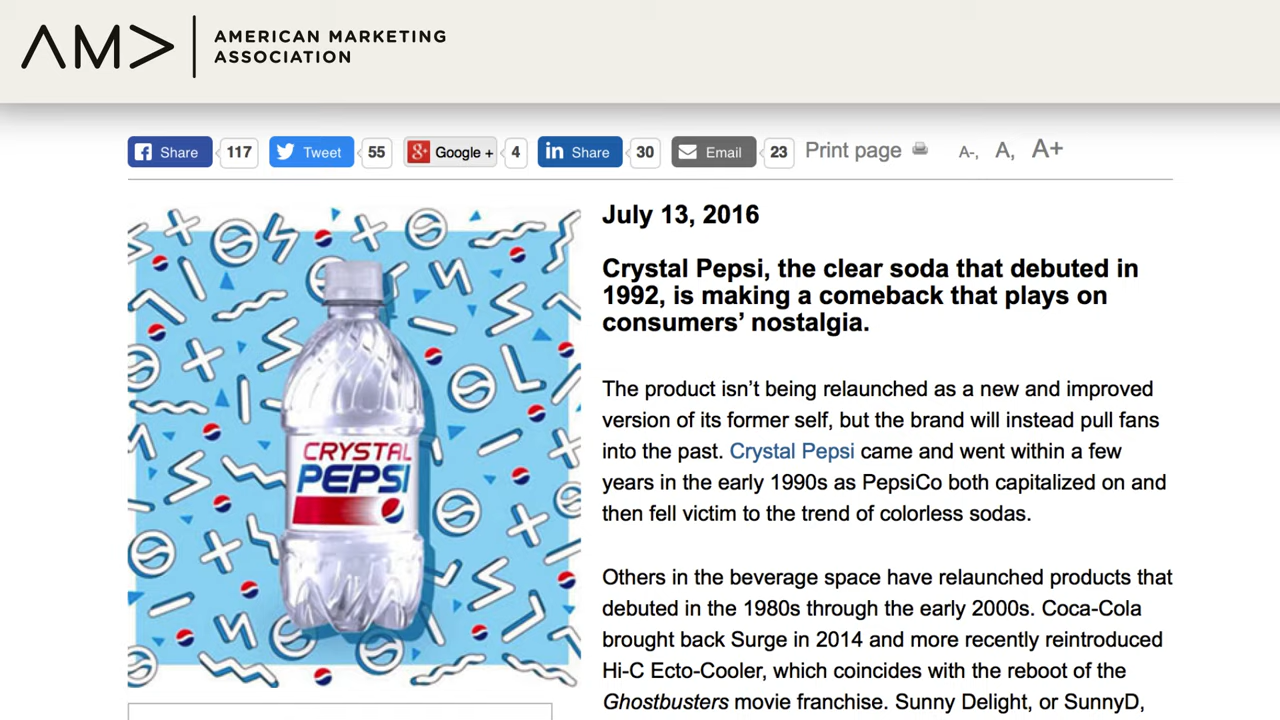 AMERICAN MARKETING
ASSOCIATION
Share 117 Tweet 55 Google + 4 in Share 30 Email 23 Print page A-, A, A+
July 13, 2016
Crystal Pepsi, the clear soda that debuted in
1992, is making a comeback that plays on
consumers’ nostalgia.
The product isn’t being relaunched as a new and improved
version of its former self, but the brand will instead pull fans
into the past. Crystal Pepsi came and went within a few
years in the early 1990s as PepsiCo both capitalized on and
then fell victim to the trend of colorless sodas.
Others in the beverage space have relaunched products that
debuted in the 1980s through the early 2000s. Coca-Cola
brought back Surge in 2014 and more recently reintroduced
Hi-C Ecto-Cooler, which coincides with the reboot of the
Ghostbusters movie franchise. Sunny Delight, or SunnyD,
CRYSTAL
PEPSI